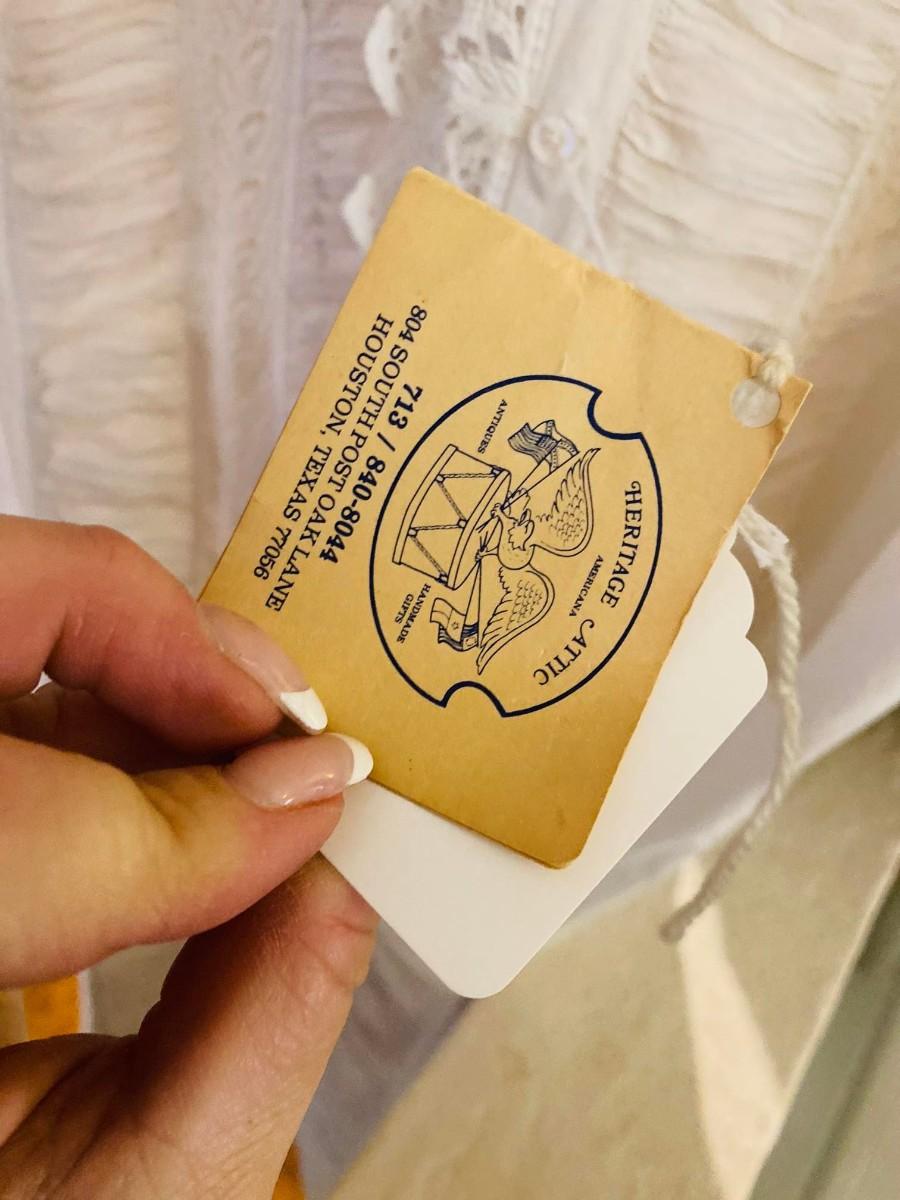 HERITAGE ATTIC
AMERICANA
ANTIQUES
HANDMADE
GIFTS
713 / 840-8044
804 SOUTH POST OAK LANE
HOUSTON, TEXAS 77056